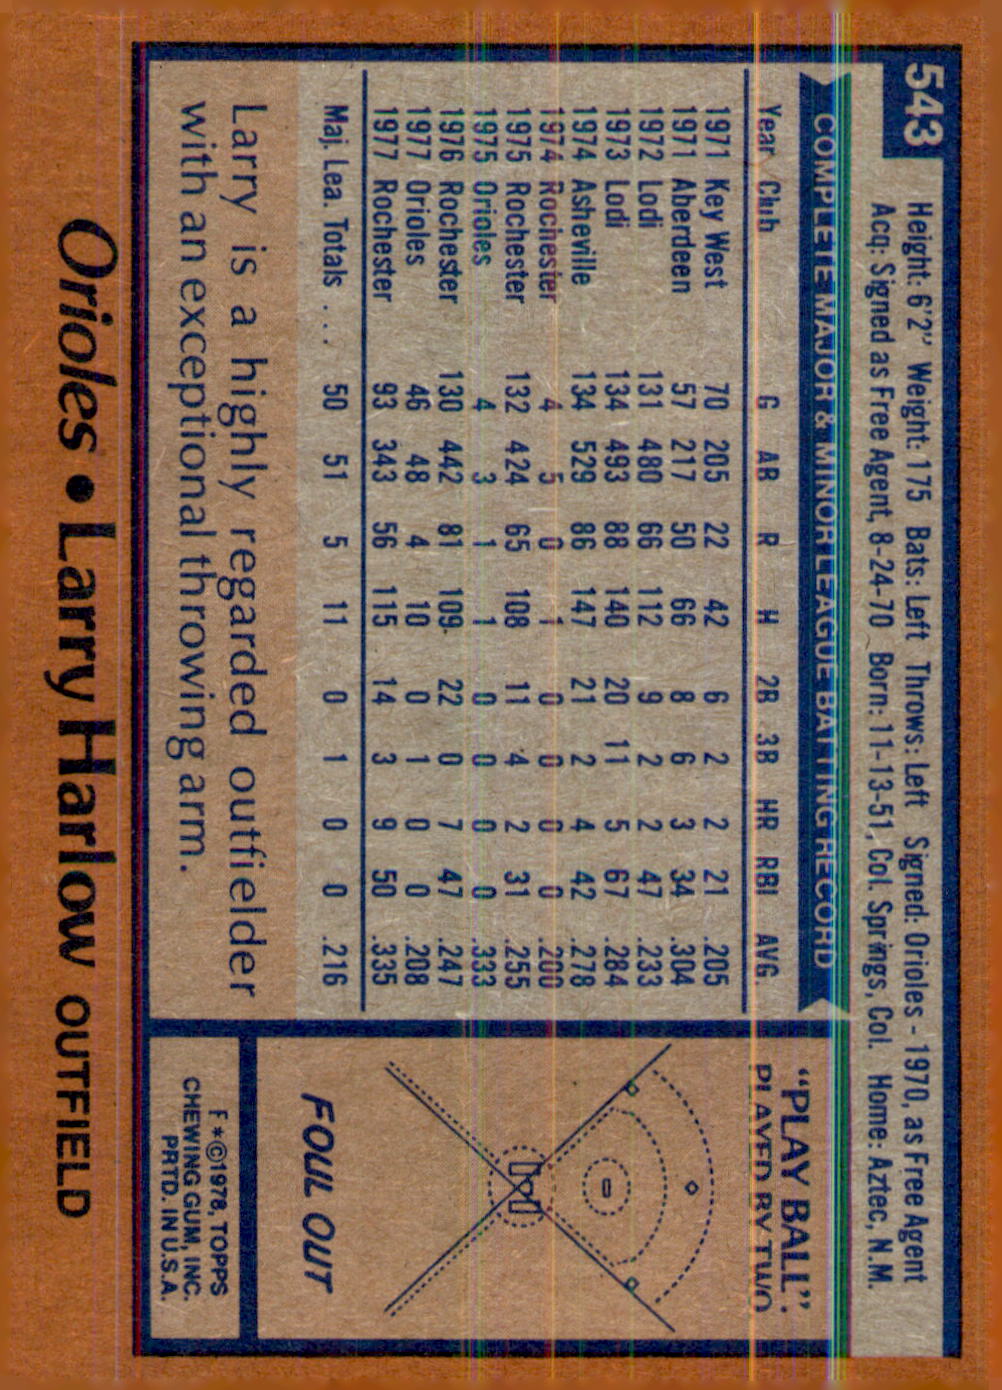 543
Height: 6'2" Weight: 175 Bats: Left Throws: Left Signed: Orioles - 1970, as Free Agent
Acq: Signed as Free Agent, 8-24-70 Born: 11-13-51, Col. Springs, Col. Home: Aztec, N.M.
COMPLETE MAJOR & MINOR LEAGUE BATTING RECORD
Year Club G AB R H 2B 3B HR RBI AVG.
1971 Key West 70 205 22 42 6 2 2 21 .205
1971 Aberdeen 57 217 50 66 8 6 3 34 .304
1972 Lodi 131 480 66 112 9 2 2 47 .233
1973 Lodi 134 493 88 140 20 11 5 67 .284
1974 Asheville 134 529 86 147 21 2 4 42 .278
1974 Rochester 4 5 0 1 0 0 0 0 .200
1975 Rochester 132 424 65 108 11 4 2 31 .255
1975 Orioles 4 3 1 1 0 0 0 0 .333
1976 Rochester 130 442 81 109 22 0 7 47 .247
1977 Orioles 46 48 4 10 0 1 0 0 .208
1977 Rochester 93 343 56 115 14 3 9 50 .335
Maj. Lea. Totals .... 50 51 5 11 0 1 0 0 .216
Larry is a highly regarded outfielder
with an exceptional throwing arm.
"PLAY BALL".
PLAYED BY TWO
FOUL OUT
F*©1978, TOPPS
CHEWING GUM, INC.
PRTD. IN U.S.A.
Orioles • Larry Harlow OUTFIELD